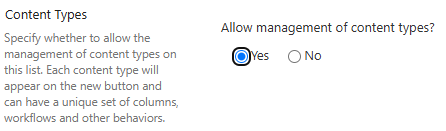 Content Types
Specify whether to allow the
management of content types on
this list. Each content type will
appear on the new button and
can have a unique set of columns,
workflows and other behaviors.
Allow management of content types?
Yes No